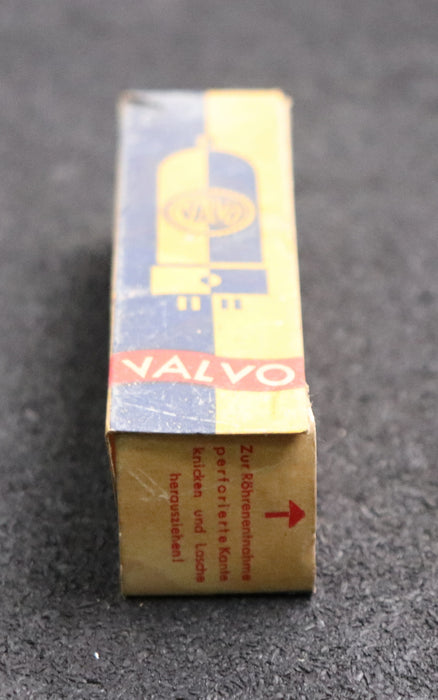 VALVO
VALVO
Zur Röhrenentnahme
perforierte Kante
knicken und Lasche
herausziehen!